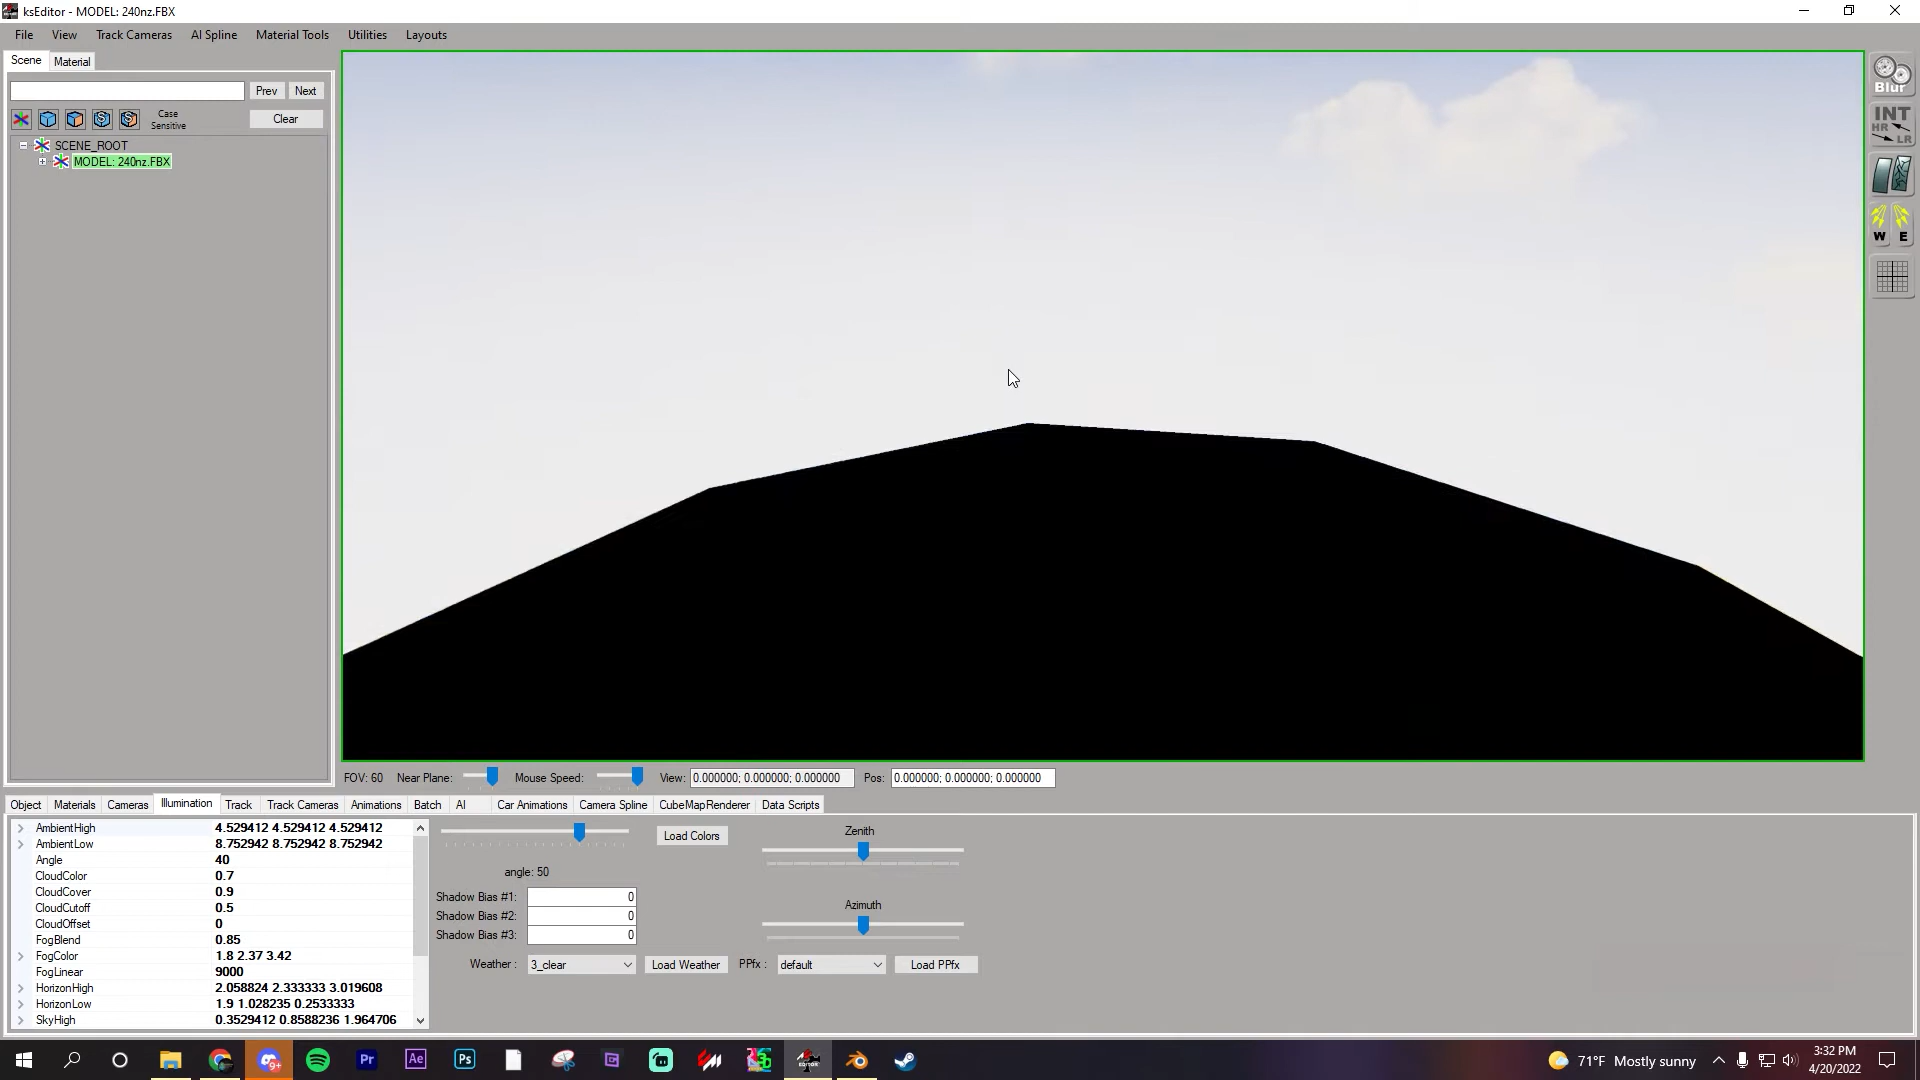 ksEditor - MODEL: 240nz.FBX
File View Track Cameras AI Spline Material Tools Utilities Layouts
Scene Material
Prev Next
Case Sensitive
Clear
SCENE_ROOT
MODEL: 240nz.FBX
Blur
INT
HR LR
W E
FOV: 60 Near Plane: Mouse Speed: View: 0.000000; 0.000000; 0.000000 Pos: 0.000000; 0.000000; 0.000000
Object Materials Cameras Illumination Track Track Cameras Animations Batch AI Car Animations Camera Spline CubeMapRenderer Data Scripts
AmbientHigh 4.529412 4.529412 4.529412
AmbientLow 8.752942 8.752942 8.752942
Angle 40
CloudColor 0.7
CloudCover 0.9
CloudCutoff 0.5
CloudOffset 0
FogBlend 0.85
FogColor 1.8 2.37 3.42
FogLinear 9000
HorizonHigh 2.058824 2.333333 3.019608
HorizonLow 1.9 1.028235 0.2533333
SkyHigh 0.3529412 0.8588236 1.964706
Load Colors
angle: 50
Shadow Bias #1: 0
Shadow Bias #2: 0
Shadow Bias #3: 0
Weather : 3_clear Load Weather PPfx : default Load PPfx
Zenith
Azimuth
9+
Pr
Ae
Ps
EDITOR
71°F Mostly sunny
3:32 PM
4/20/2022